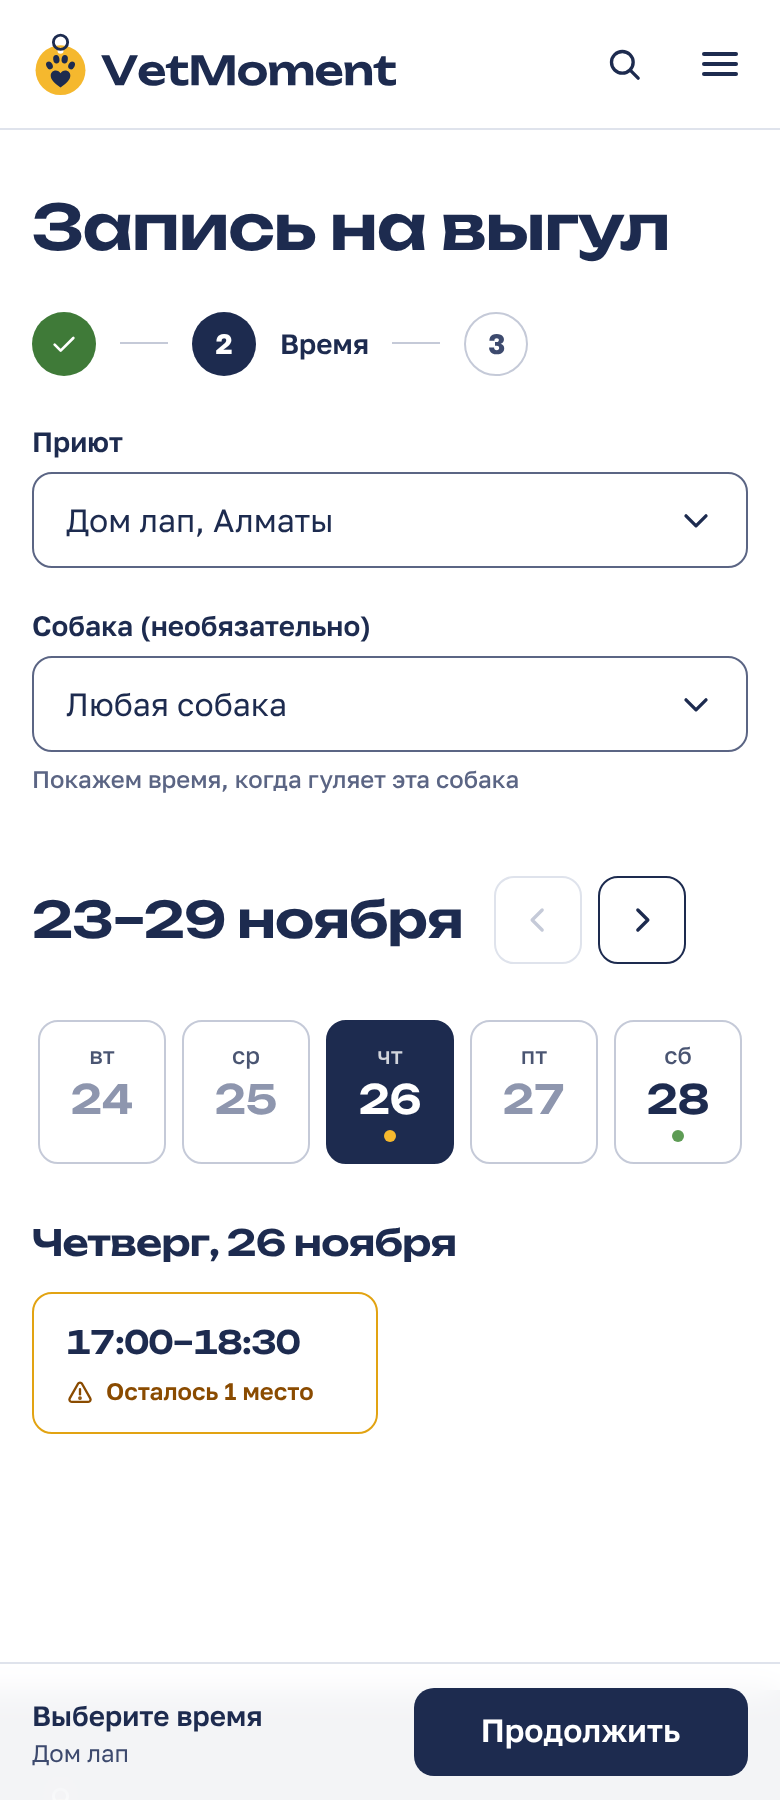 VetMoment
Запись на выгул
2 Время 3
Приют
Дом лап, Алматы
Собака (необязательно)
Любая собака
Покажем время, когда гуляет эта собака
23–29 ноября
вт ср чт пт сб
24 25 26 27 28
Четверг, 26 ноября
17:00–18:30
Осталось 1 место
Выберите время
Дом лап
Продолжить